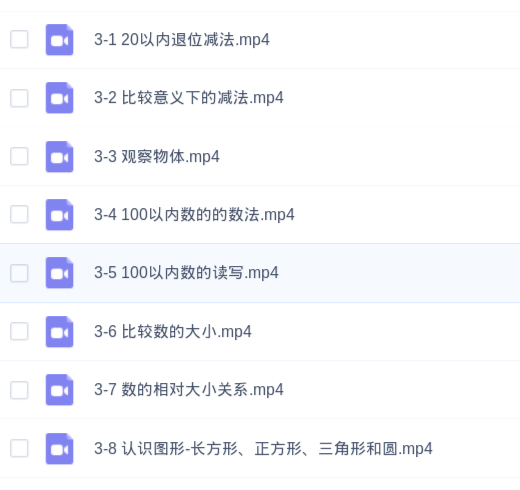 3-1 20以内退位减法.mp4
3-2 比较意义下的减法.mp4
3-3 观察物体.mp4
3-4 100以内数的的数法.mp4
3-5 100以内数的读写.mp4
3-6 比较数的大小.mp4
3-7 数的相对大小关系.mp4
3-8 认识图形-长方形、正方形、三角形和圆.mp4